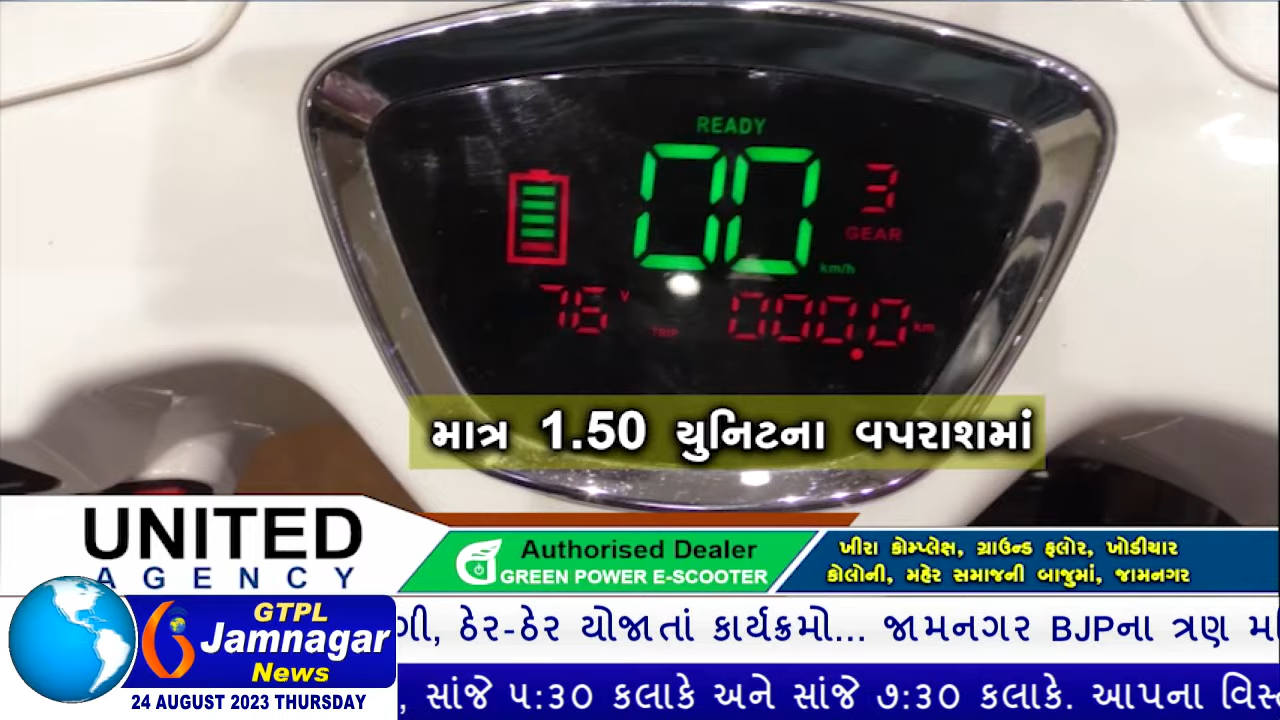 READY
00
km/h
3
GEAR
76 V
TRIP
000.0 km
માત્ર 1.50 યુનિટના વપરાશમાં
UNITED
AGENCY
Authorised Dealer
GREEN POWER E-SCOOTER
ખીરા કોમ્પ્લેક્ષ, ગ્રાઉન્ડ ફ્લોર, ખોડીયાર
કોલોની, મહેર સમાજની બાજુમાં, જામનગર
GTPL
Jamnagar
News
24 AUGUST 2023 THURSDAY
ઠેર-ઠેર યોજાતાં કાર્યક્રમો... જામનગર BJPના ત્રણ
, સાંજે ૫:૩૦ કલાકે અને સાંજે ૭:૩૦ કલાકે. આપના